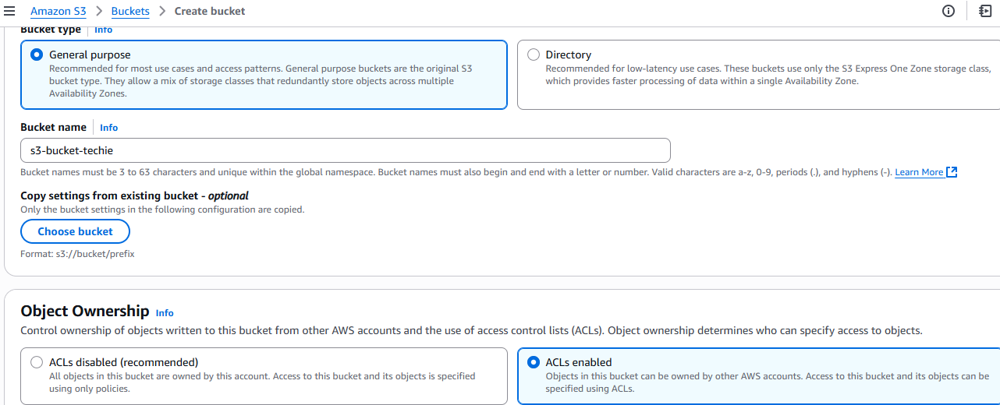 Amazon S3 > Buckets > Create bucket
Bucket type Info
General purpose
Recommended for most use cases and access patterns. General purpose buckets are the original S3
bucket type. They allow a mix of storage classes that redundantly store objects across multiple
Availability Zones.
Directory
Recommended for low-latency use cases. These buckets use only the S3 Express One Zone storage class,
which provides faster processing of data within a single Availability Zone.
Bucket name Info
s3-bucket-techie
Bucket names must be 3 to 63 characters and unique within the global namespace. Bucket names must also begin and end with a letter or number. Valid characters are a-z, 0-9, periods (.), and hyphens (-). Learn More
Copy settings from existing bucket - optional
Only the bucket settings in the following configuration are copied.
Choose bucket
Format: s3://bucket/prefix
Object Ownership Info
Control ownership of objects written to this bucket from other AWS accounts and the use of access control lists (ACLs). Object ownership determines who can specify access to objects.
ACLs disabled (recommended)
All objects in this bucket are owned by this account. Access to this bucket and its objects is specified
using only policies.
ACLs enabled
Objects in this bucket can be owned by other AWS accounts. Access to this bucket and its objects can be
specified using ACLs.